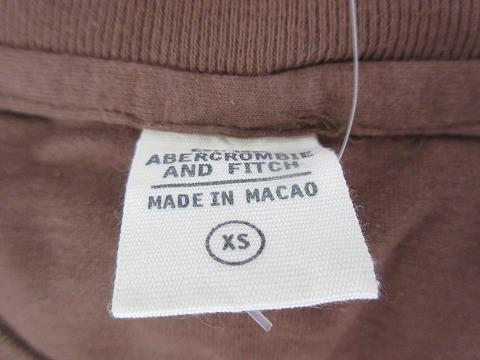 ABERCROMBIE
AND FITCH
MADE IN MACAO
XS